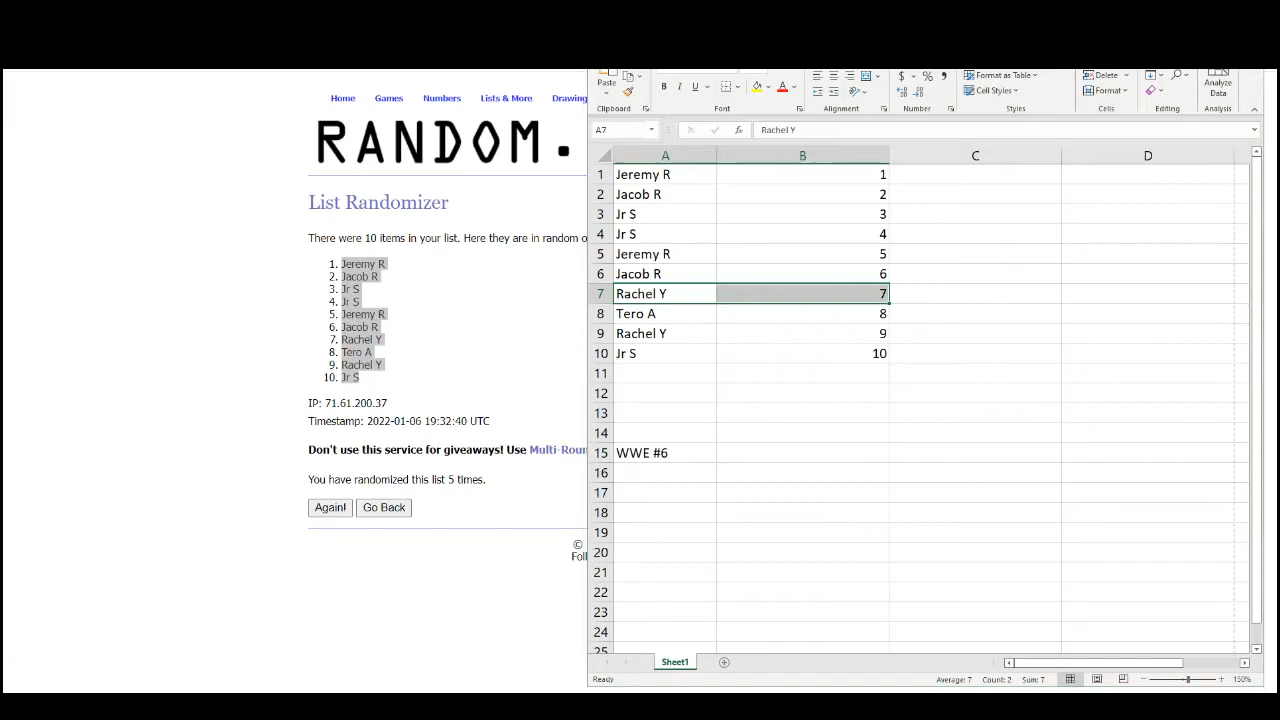 Home Games Numbers Lists & More Drawing
RANDOM.
List Randomizer
There were 10 items in your list. Here they are in random o
1. Jeremy R
2. Jacob R
3. Jr S
4. Jr S
5. Jeremy R
6. Jacob R
7. Rachel Y
8. Tero A
9. Rachel Y
10. Jr S
IP: 71.61.200.37
Timestamp: 2022-01-06 19:32:40 UTC
Don't use this service for giveaways! Use Multi-Roun
You have randomized this list 5 times.
Again! Go Back
©
Foll
Paste B I U A $ % , Format as Table Cell Styles Delete Format Analyze Data
Clipboard Font Alignment Number Styles Cells Editing Analysis
A7 fx Rachel Y
A B C D
1 Jeremy R 1
2 Jacob R 2
3 Jr S 3
4 Jr S 4
5 Jeremy R 5
6 Jacob R 6
7 Rachel Y 7
8 Tero A 8
9 Rachel Y 9
10 Jr S 10
11
12
13
14
15 WWE #6
16
17
18
19
20
21
22
23
24
25
Sheet1
Ready Average: 7 Count: 2 Sum: 7 150%